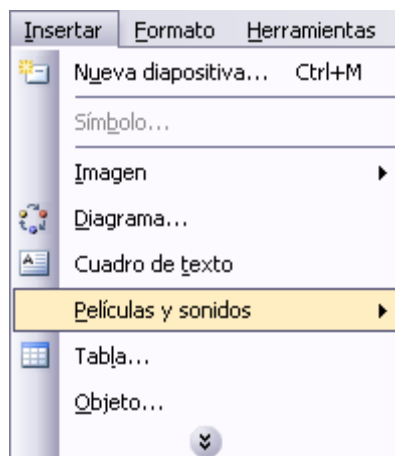 Insertar Formato Herramientas
Nueva diapositiva... Ctrl+M
Símbolo...
Imagen
Diagrama...
Cuadro de texto
Películas y sonidos
Tabla...
Objeto...